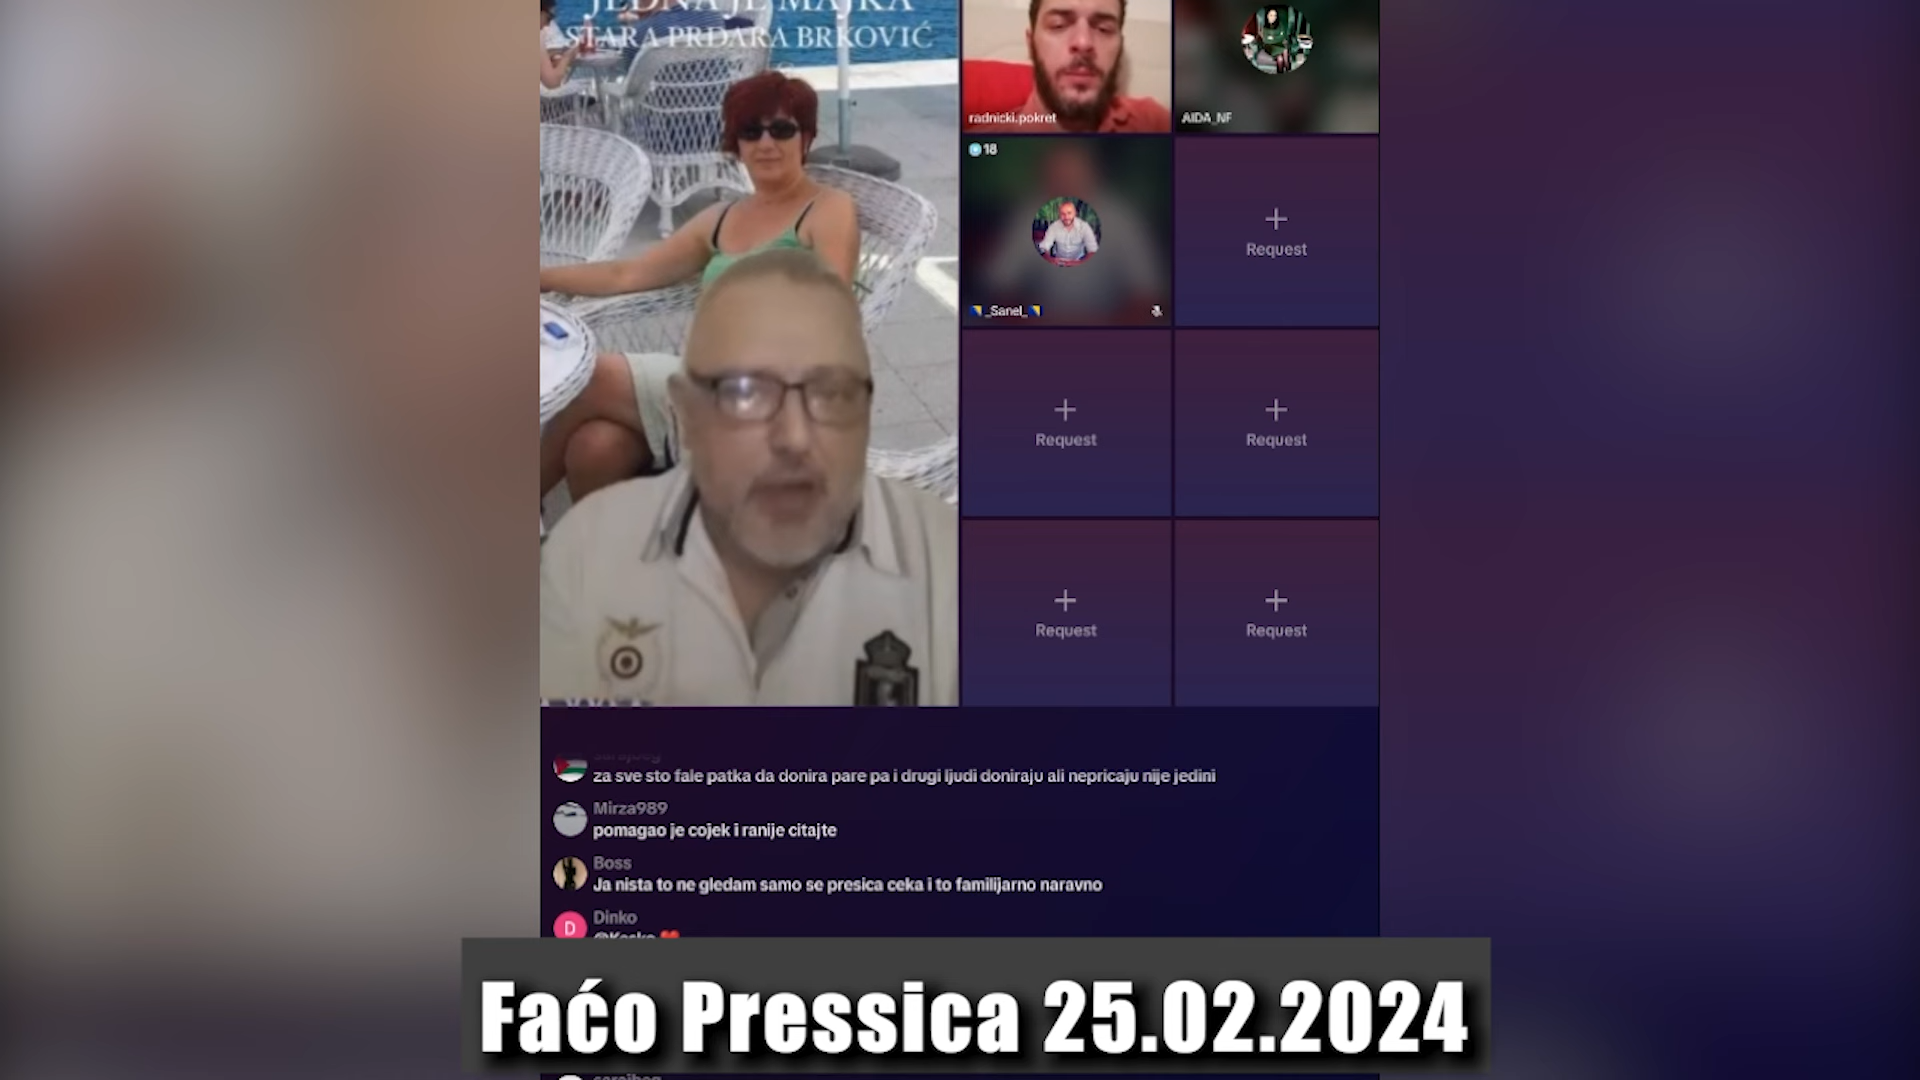 JEDNA JE MAJKA
STARA PRDARA BRKOVIĆ
radnicki.pokret
AIDA_NF
18
_Sanel_
Request
Request
Request
Request
Request
za sve sto fale patka da donira pare pa i drugi ljudi doniraju ali nepricaju nije jedini
Mirza989
pomagao je cojek i ranije citajte
Boss
Ja nista to ne gledam samo se presica ceka i to familijarno naravno
D
Dinko
Faćo Pressica 25.02.2024